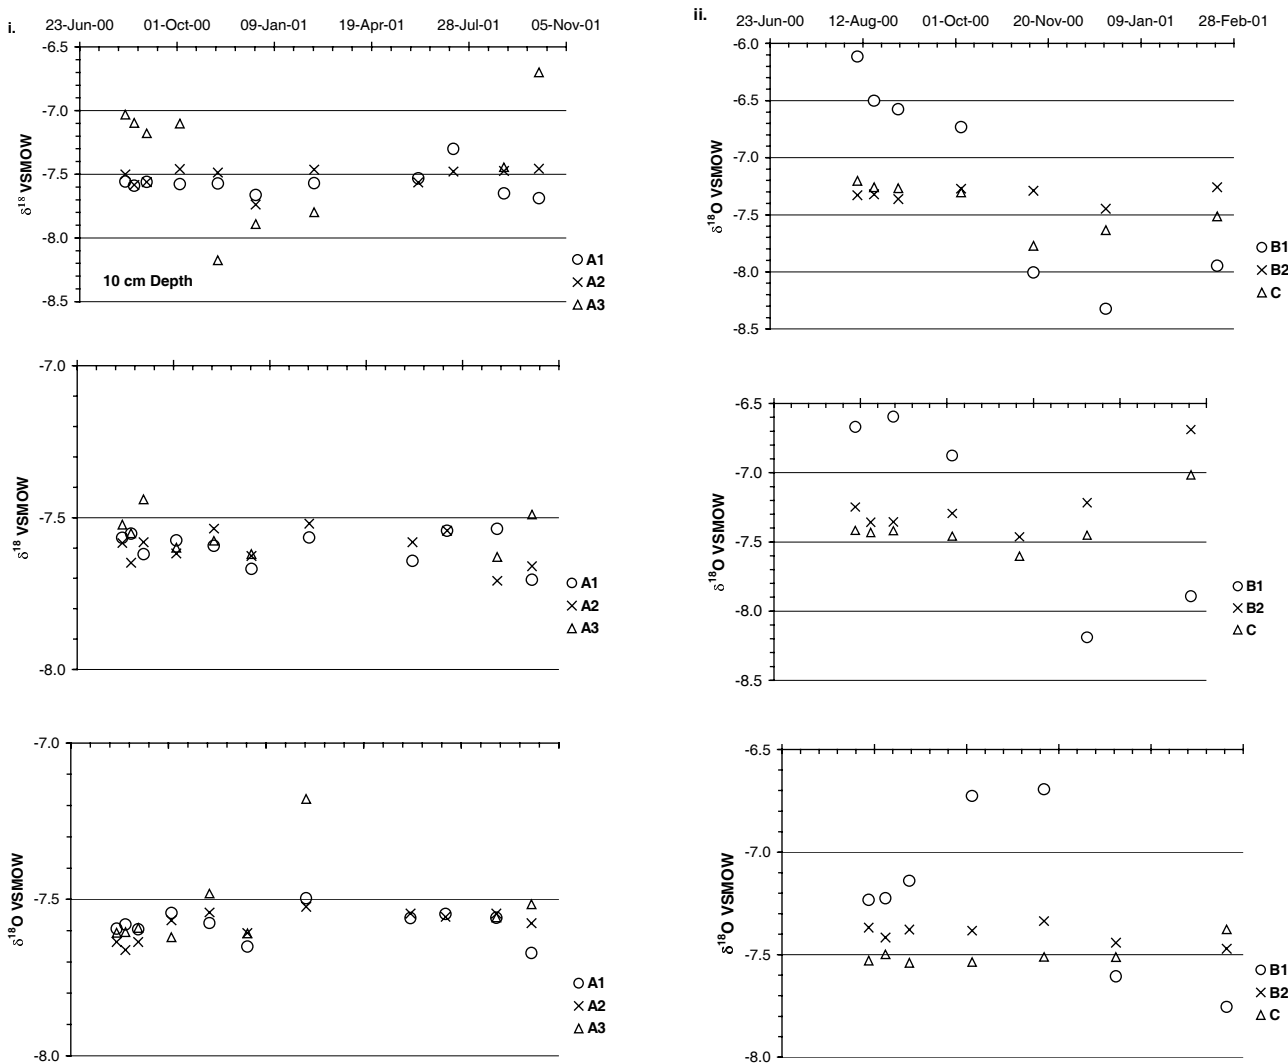 i.
23-Jun-00 01-Oct-00 09-Jan-01 19-Apr-01 28-Jul-01 05-Nov-01
-6.5
-7.0
-7.5
-8.0
-8.5
δ¹⁸ VSMOW
10 cm Depth
A1
A2
A3
-7.0
-7.5
-8.0
δ¹⁸ VSMOW
A1
A2
A3
-7.0
-7.5
-8.0
δ¹⁸O VSMOW
A1
A2
A3
ii.
23-Jun-00 12-Aug-00 01-Oct-00 20-Nov-00 09-Jan-01 28-Feb-01
-6.0
-6.5
-7.0
-7.5
-8.0
-8.5
δ¹⁸O VSMOW
B1
B2
C
-6.5
-7.0
-7.5
-8.0
-8.5
δ¹⁸O VSMOW
B1
B2
C
-6.5
-7.0
-7.5
-8.0
δ¹⁸O VSMOW
B1
B2
C